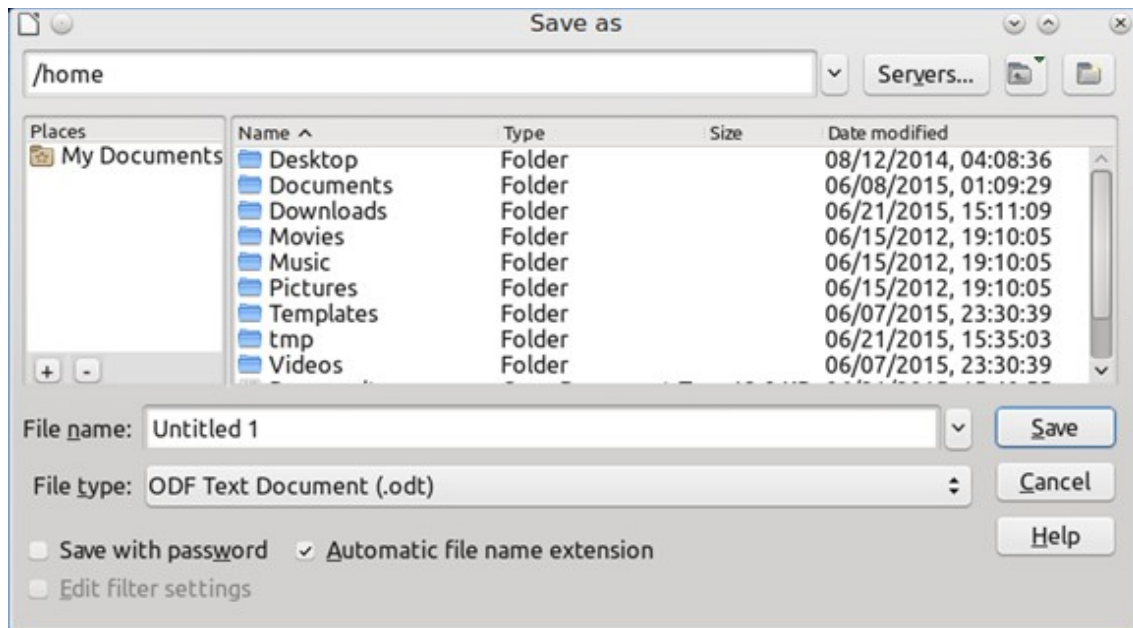 Save as
/home
Servers...
Places
My Documents
Name Type Size Date modified
Desktop Folder 08/12/2014, 04:08:36
Documents Folder 06/08/2015, 01:09:29
Downloads Folder 06/21/2015, 15:11:09
Movies Folder 06/15/2012, 19:10:05
Music Folder 06/15/2012, 19:10:05
Pictures Folder 06/15/2012, 19:10:05
Templates Folder 06/07/2015, 23:30:39
tmp Folder 06/21/2015, 15:35:03
Videos Folder 06/07/2015, 23:30:39
+ -
File name: Untitled 1 Save
File type: ODF Text Document (.odt) Cancel
Save with password Automatic file name extension Help
Edit filter settings